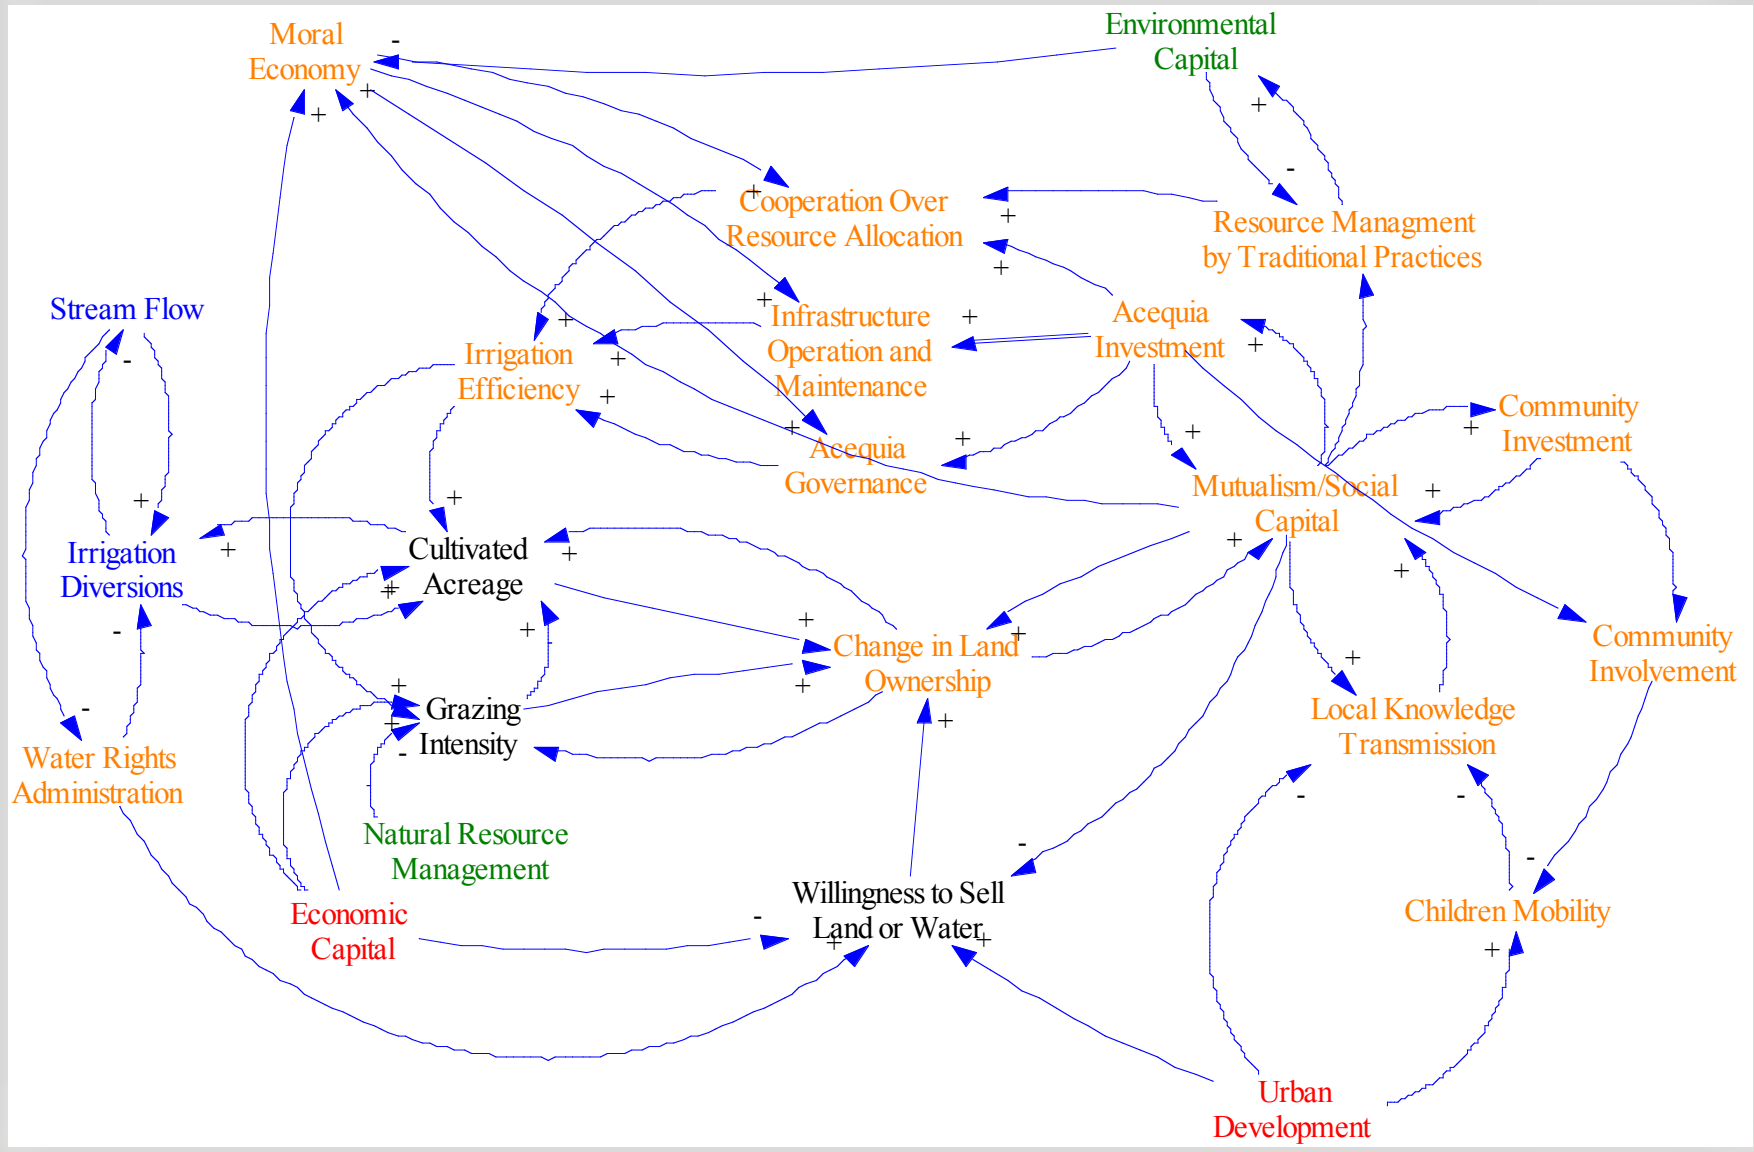 Moral
Economy
Environmental
Capital
Cooperation Over
Resource Allocation
Resource Managment
by Traditional Practices
Stream Flow
Infrastructure
Operation and
Maintenance
Acequia
Investment
Irrigation
Efficiency
Community
Investment
Acequia
Governance
Mutualism/Social
Capital
Irrigation
Diversions
Cultivated
Acreage
Change in Land
Ownership
Community
Involvement
Grazing
Intensity
Local Knowledge
Transmission
Water Rights
Administration
Natural Resource
Management
Economic
Capital
Willingness to Sell
Land or Water
Children Mobility
Urban
Development